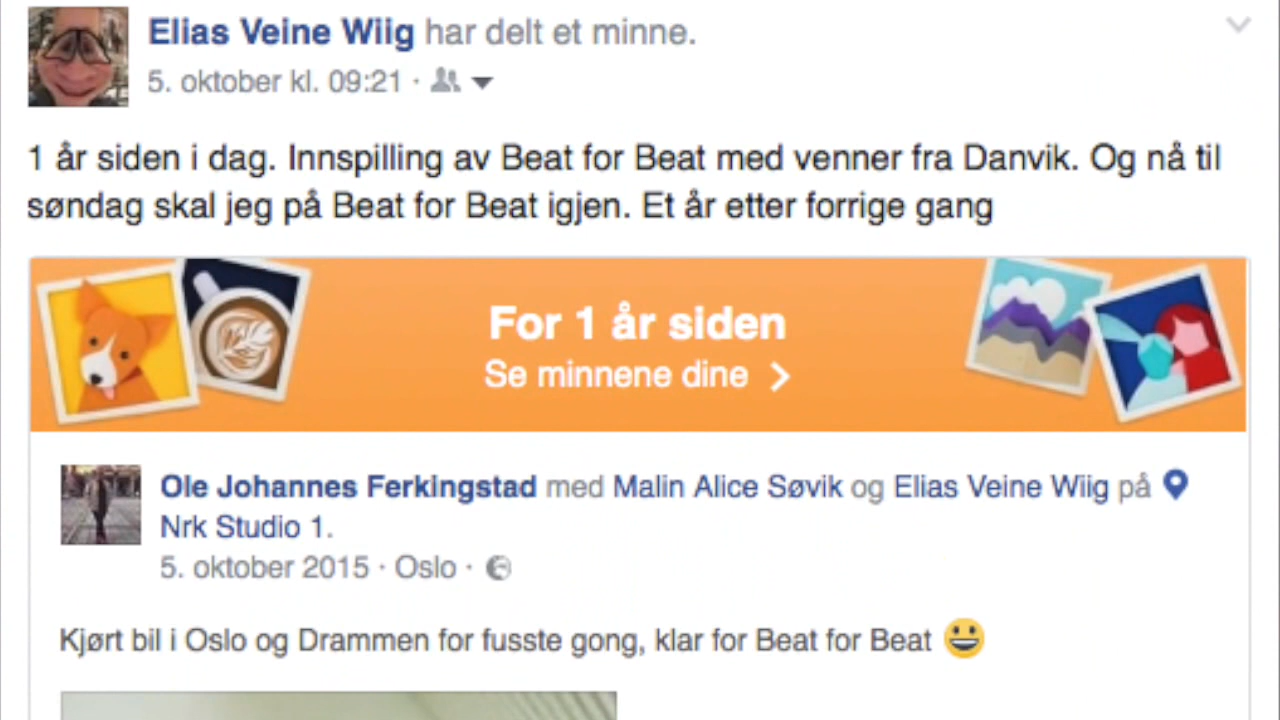 Elias Veine Wiig har delt et minne.
5. oktober kl. 09:21 ·
1 år siden i dag. Innspilling av Beat for Beat med venner fra Danvik. Og nå til
søndag skal jeg på Beat for Beat igjen. Et år etter forrige gang
For 1 år siden
Se minnene dine
Ole Johannes Ferkingstad med Malin Alice Søvik og Elias Veine Wiig på
Nrk Studio 1.
5. oktober 2015 · Oslo ·
Kjørt bil i Oslo og Drammen for fusste gong, klar for Beat for Beat 😀